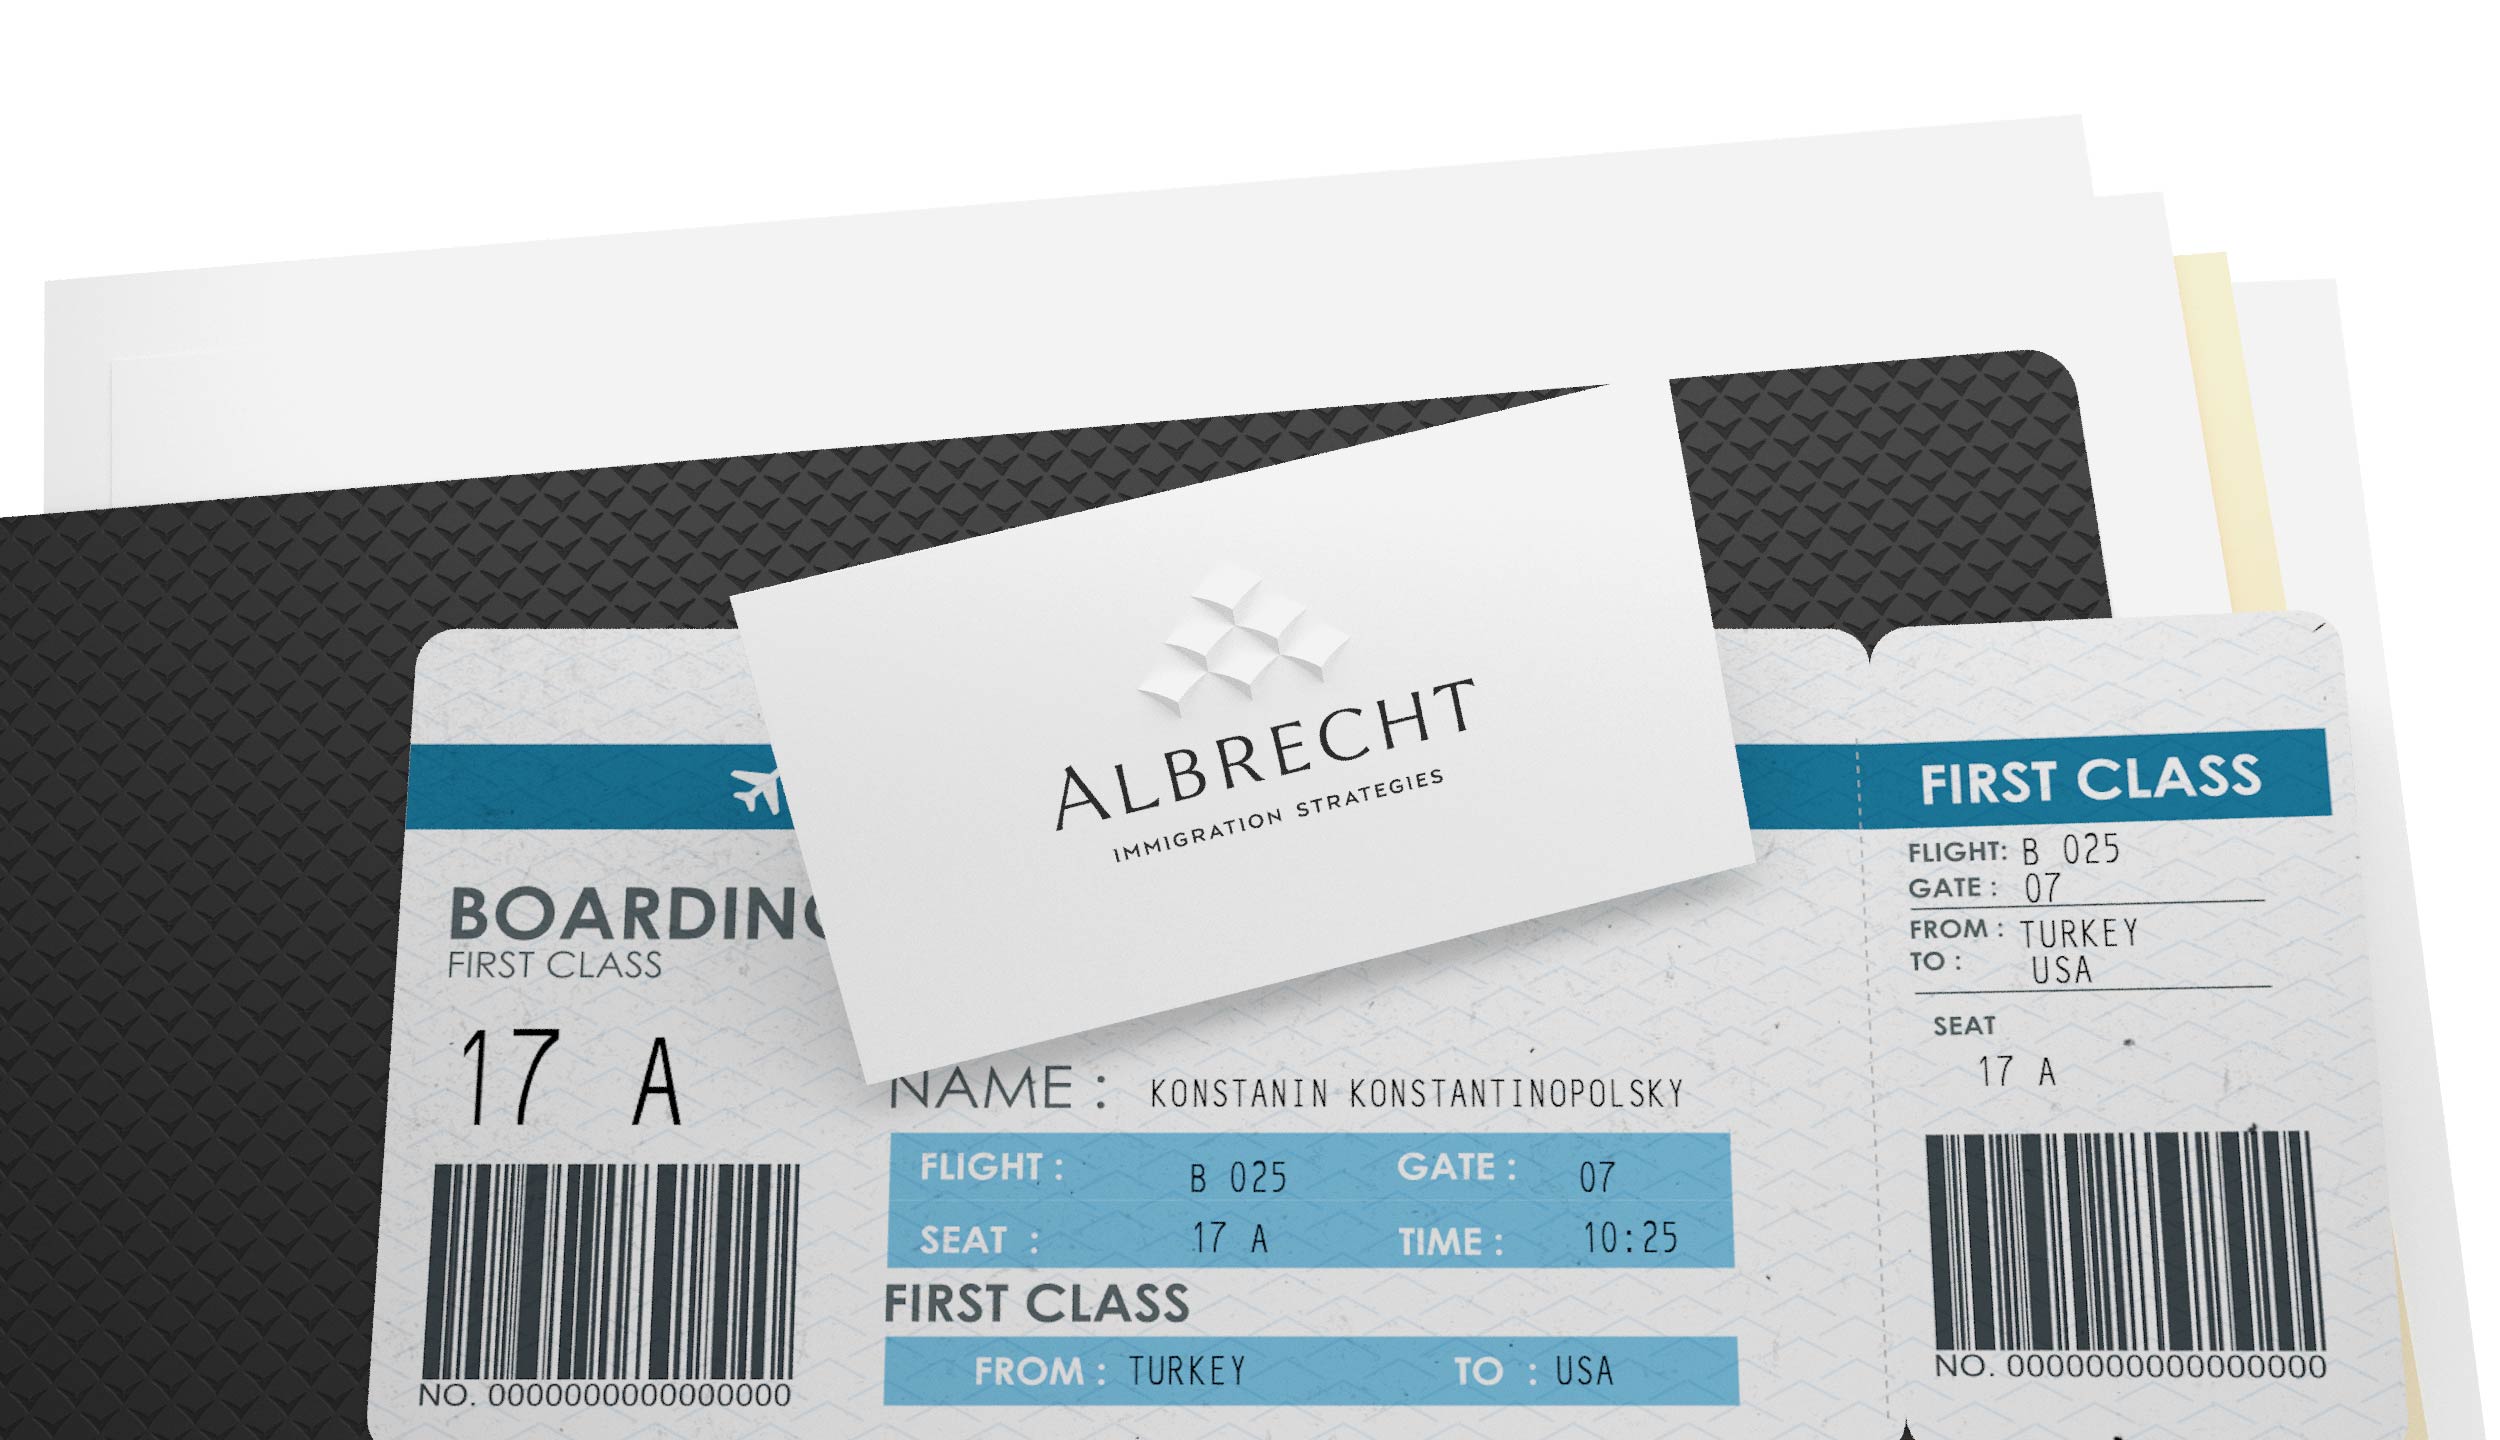 ALBRECHT
IMMIGRATION STRATEGIES
BOARDING
FIRST CLASS
17 A
NO. 0000000000000000
NAME : KONSTANIN KONSTANTINOPOLSKY
FLIGHT : B 025 GATE : 07
SEAT : 17 A TIME : 10:25
FIRST CLASS
FROM : TURKEY TO : USA
FIRST CLASS
FLIGHT: B 025
GATE : 07
FROM : TURKEY
TO : USA
SEAT
17 A
NO. 0000000000000000